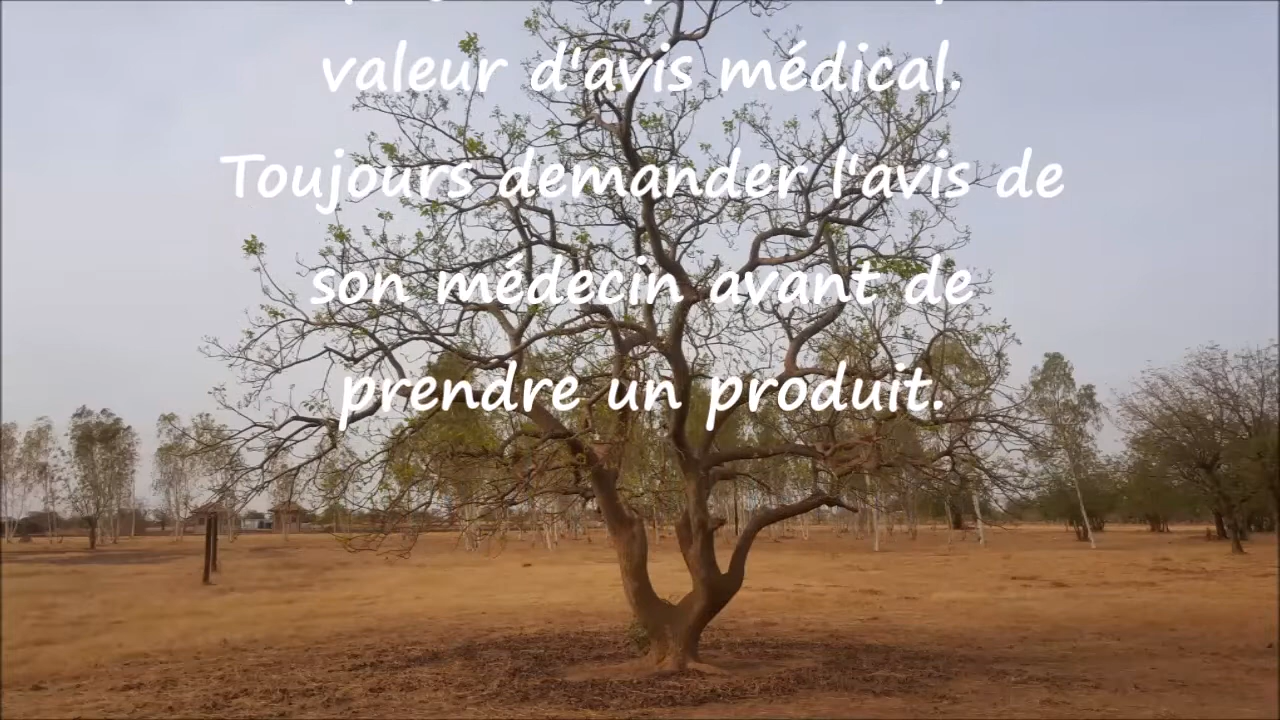 valeur d'avis médical.
Toujours demander l'avis de
son médecin avant de
prendre un produit.